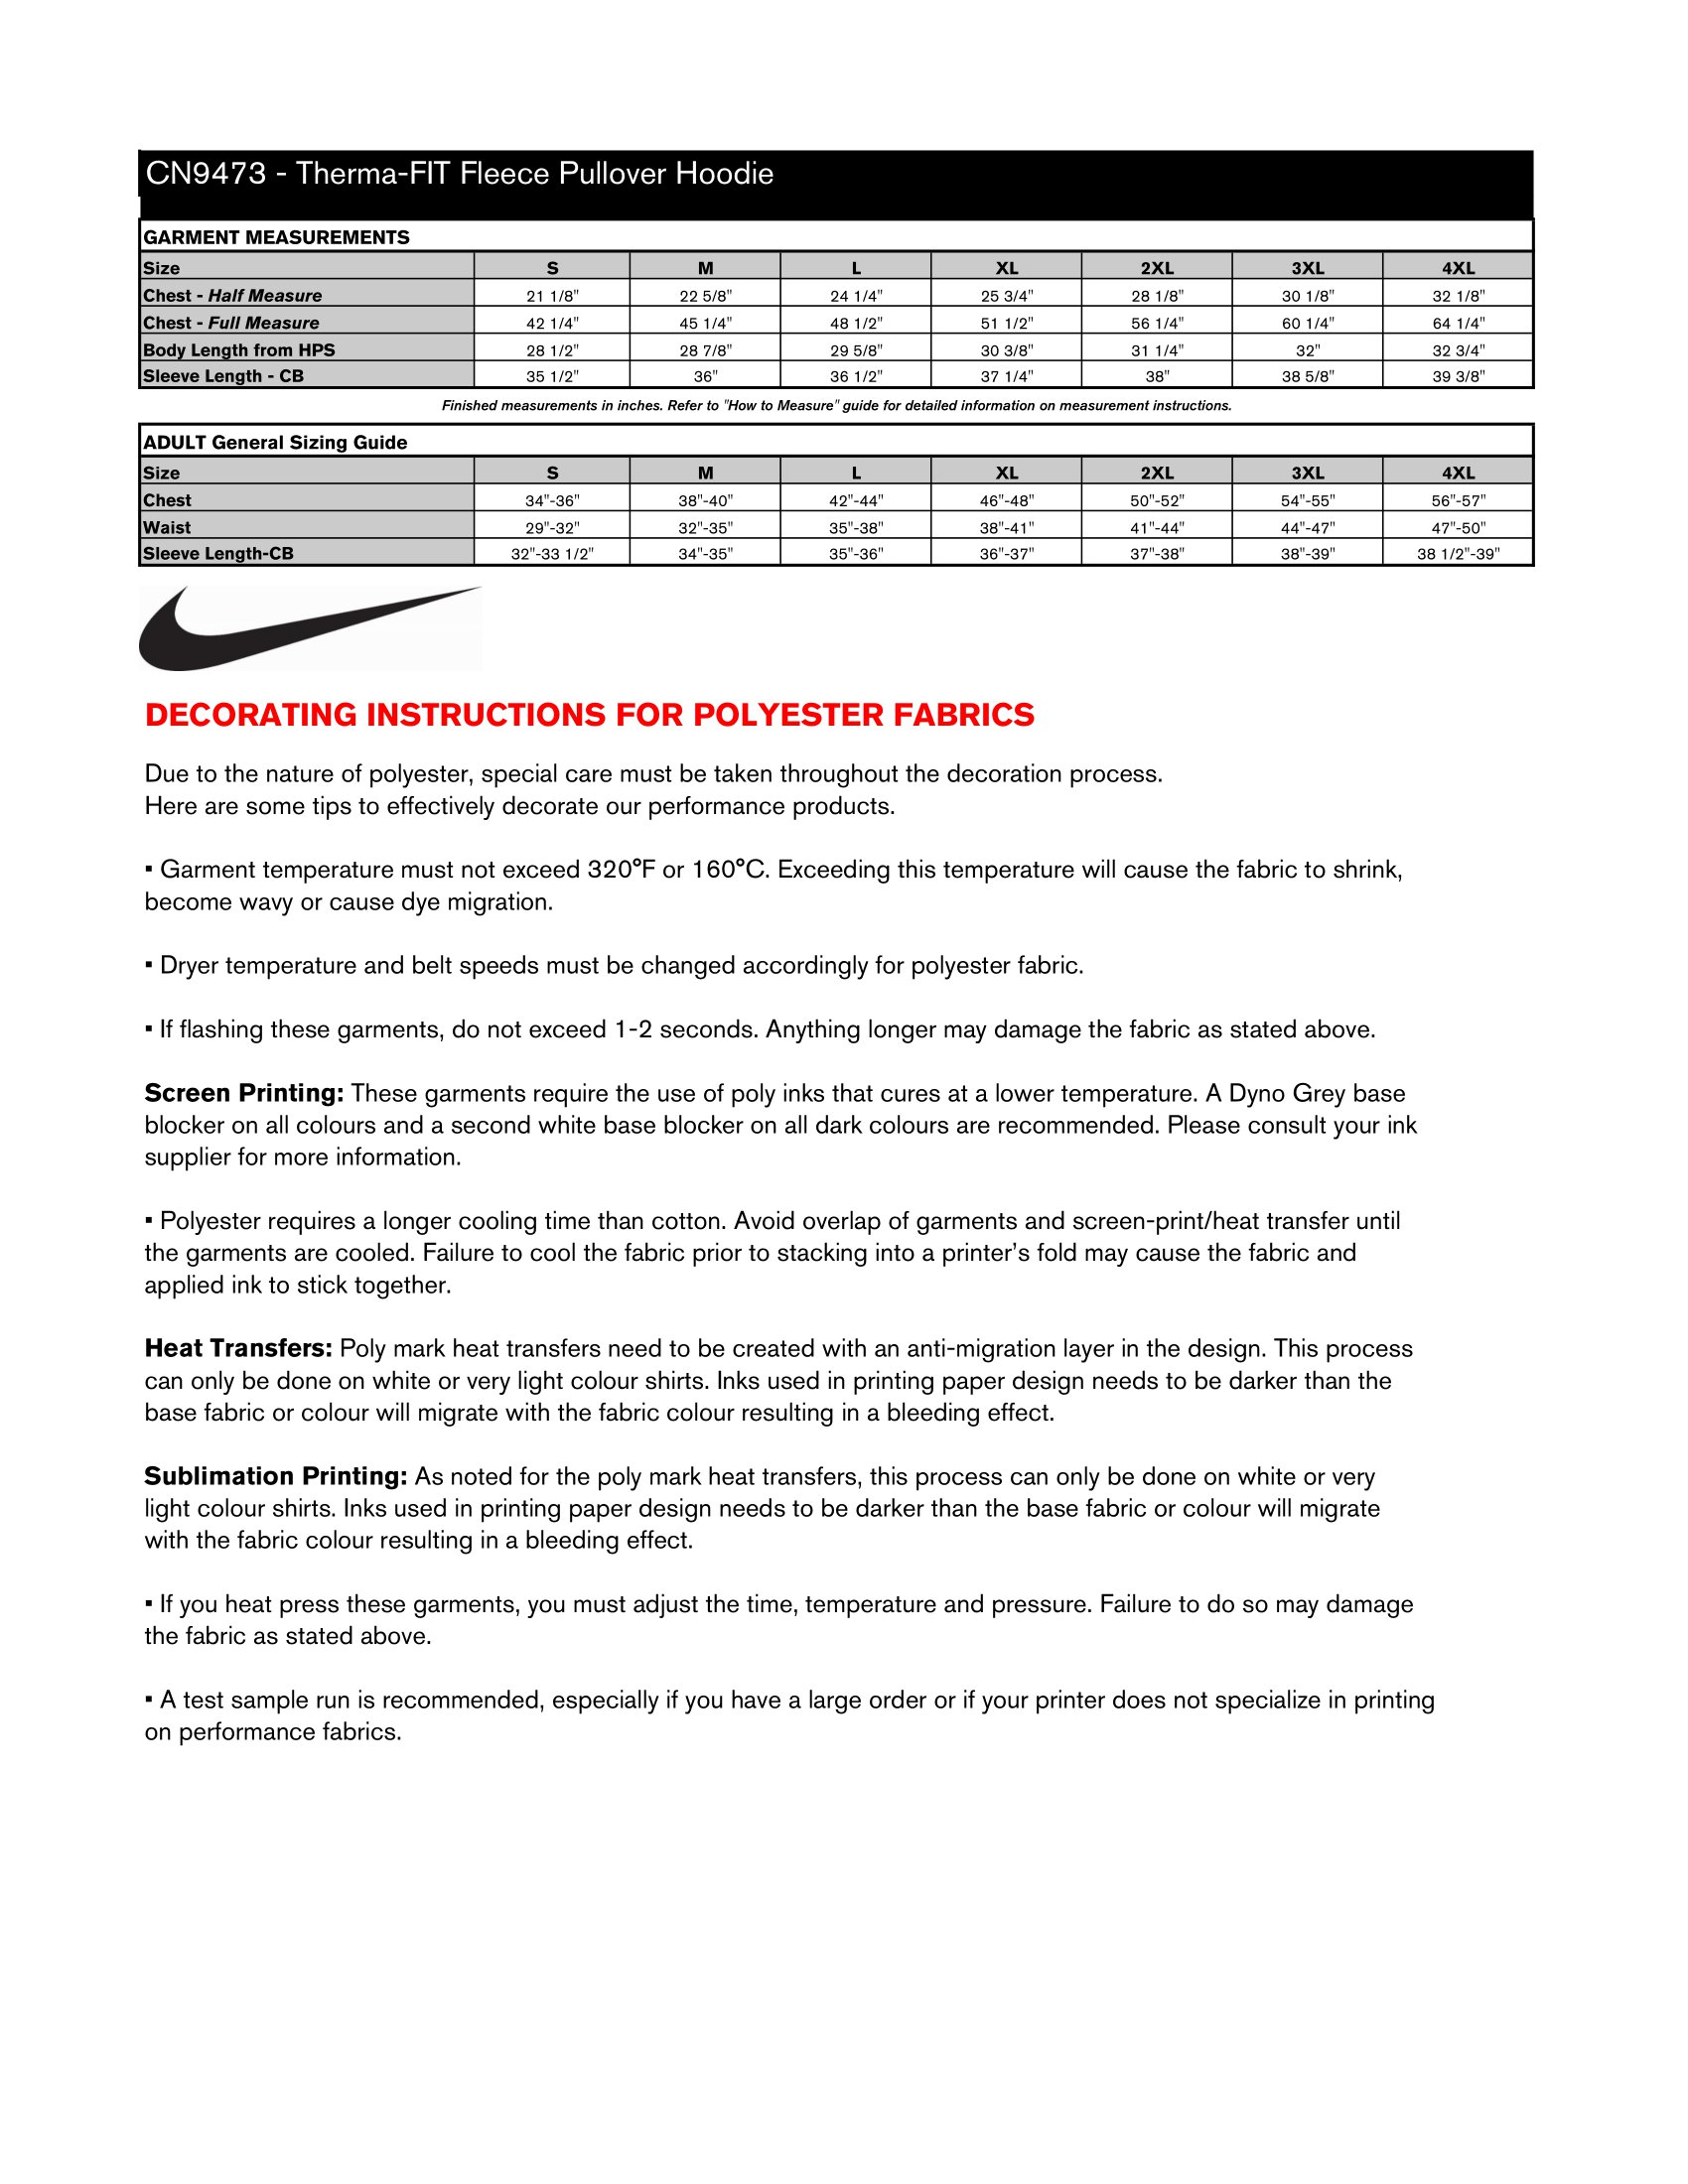 CN9473 - Therma-FIT Fleece Pullover Hoodie
GARMENT MEASUREMENTS
Size S M L XL 2XL 3XL 4XL
Chest - Half Measure 21 1/8" 22 5/8" 24 1/4" 25 3/4" 28 1/8" 30 1/8" 32 1/8"
Chest - Full Measure 42 1/4" 45 1/4" 48 1/2" 51 1/2" 56 1/4" 60 1/4" 64 1/4"
Body Length from HPS 28 1/2" 28 7/8" 29 5/8" 30 3/8" 31 1/4" 32" 32 3/4"
Sleeve Length - CB 35 1/2" 36" 36 1/2" 37 1/4" 38" 38 5/8" 39 3/8"
Finished measurements in inches. Refer to "How to Measure" guide for detailed information on measurement instructions.
ADULT General Sizing Guide
Size S M L XL 2XL 3XL 4XL
Chest 34"-36" 38"-40" 42"-44" 46"-48" 50"-52" 54"-55" 56"-57"
Waist 29"-32" 32"-35" 35"-38" 38"-41" 41"-44" 44"-47" 47"-50"
Sleeve Length-CB 32"-33 1/2" 34"-35" 35"-36" 36"-37" 37"-38" 38"-39" 38 1/2"-39"
DECORATING INSTRUCTIONS FOR POLYESTER FABRICS
Due to the nature of polyester, special care must be taken throughout the decoration process.
Here are some tips to effectively decorate our performance products.
▪ Garment temperature must not exceed 320°F or 160°C. Exceeding this temperature will cause the fabric to shrink,
become wavy or cause dye migration.
▪ Dryer temperature and belt speeds must be changed accordingly for polyester fabric.
▪ If flashing these garments, do not exceed 1-2 seconds. Anything longer may damage the fabric as stated above.
Screen Printing: These garments require the use of poly inks that cures at a lower temperature. A Dyno Grey base
blocker on all colours and a second white base blocker on all dark colours are recommended. Please consult your ink
supplier for more information.
▪ Polyester requires a longer cooling time than cotton. Avoid overlap of garments and screen-print/heat transfer until
the garments are cooled. Failure to cool the fabric prior to stacking into a printer's fold may cause the fabric and
applied ink to stick together.
Heat Transfers: Poly mark heat transfers need to be created with an anti-migration layer in the design. This process
can only be done on white or very light colour shirts. Inks used in printing paper design needs to be darker than the
base fabric or colour will migrate with the fabric colour resulting in a bleeding effect.
Sublimation Printing: As noted for the poly mark heat transfers, this process can only be done on white or very
light colour shirts. Inks used in printing paper design needs to be darker than the base fabric or colour will migrate
with the fabric colour resulting in a bleeding effect.
▪ If you heat press these garments, you must adjust the time, temperature and pressure. Failure to do so may damage
the fabric as stated above.
▪ A test sample run is recommended, especially if you have a large order or if your printer does not specialize in printing
on performance fabrics.